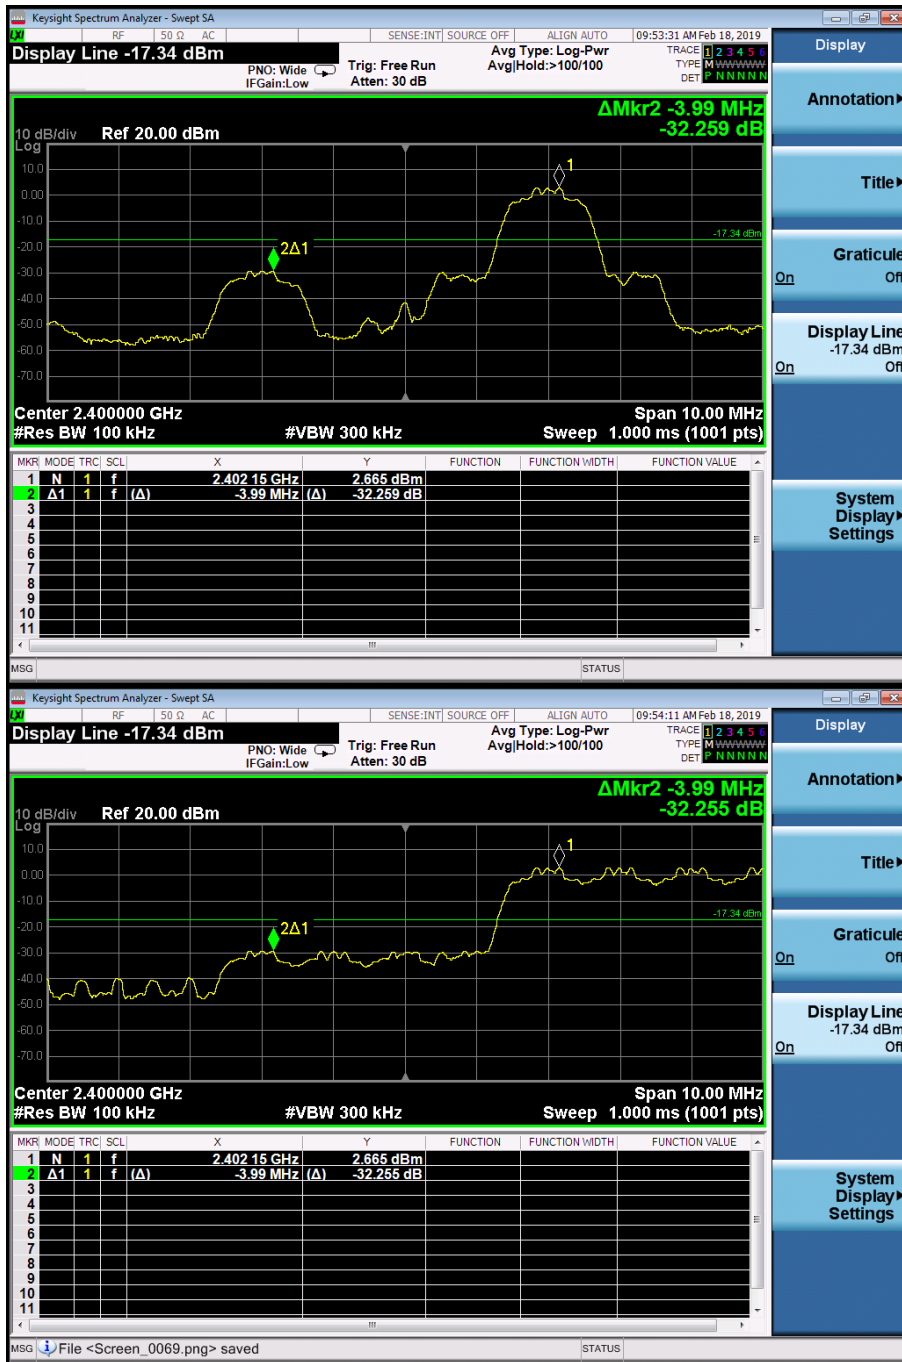 Keysight Spectrum Analyzer - Swept SA
LXI RF 50 Ω AC SENSE:INT SOURCE OFF ALIGN AUTO 09:53:31 AM Feb 18, 2019
Display Line -17.34 dBm
PNO: Wide
IFGain:Low
Trig: Free Run
Atten: 30 dB
Avg Type: Log-Pwr
Avg|Hold:>100/100
TRACE 1 2 3 4 5 6
TYPE M WWWWW
DET P N N N N N
ΔMkr2 -3.99 MHz
-32.259 dB
10 dB/div Ref 20.00 dBm
Log
10.0
0.00
-10.0
-20.0
-30.0
-40.0
-50.0
-60.0
-70.0
1
2Δ1
-17.34 dBm
Center 2.400000 GHz Span 10.00 MHz
#Res BW 100 kHz #VBW 300 kHz Sweep 1.000 ms (1001 pts)
MKR MODE TRC SCL X Y FUNCTION FUNCTION WIDTH FUNCTION VALUE
1 N 1 f 2.402 15 GHz 2.665 dBm
2 Δ1 1 f (Δ) -3.99 MHz (Δ) -32.259 dB
3
4
5
6
7
8
9
10
11
MSG STATUS
Display
Annotation
Title
Graticule
On Off
Display Line
-17.34 dBm
On Off
System
Display
Settings
Keysight Spectrum Analyzer - Swept SA
LXI RF 50 Ω AC SENSE:INT SOURCE OFF ALIGN AUTO 09:54:11 AM Feb 18, 2019
Display Line -17.34 dBm
PNO: Wide
IFGain:Low
Trig: Free Run
Atten: 30 dB
Avg Type: Log-Pwr
Avg|Hold:>100/100
TRACE 1 2 3 4 5 6
TYPE M WWWWW
DET P N N N N N
ΔMkr2 -3.99 MHz
-32.255 dB
10 dB/div Ref 20.00 dBm
Log
10.0
0.00
-10.0
-20.0
-30.0
-40.0
-50.0
-60.0
-70.0
1
2Δ1
-17.34 dBm
Center 2.400000 GHz Span 10.00 MHz
#Res BW 100 kHz #VBW 300 kHz Sweep 1.000 ms (1001 pts)
MKR MODE TRC SCL X Y FUNCTION FUNCTION WIDTH FUNCTION VALUE
1 N 1 f 2.402 15 GHz 2.665 dBm
2 Δ1 1 f (Δ) -3.99 MHz (Δ) -32.255 dB
3
4
5
6
7
8
9
10
11
MSG File <Screen_0069.png> saved STATUS
Display
Annotation
Title
Graticule
On Off
Display Line
-17.34 dBm
On Off
System
Display
Settings